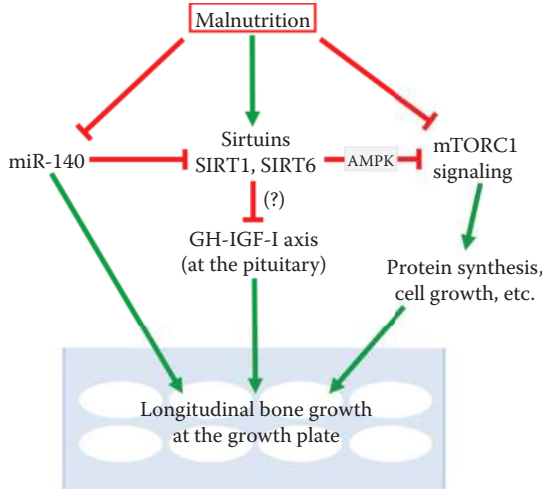 Malnutrition
miR-140
Sirtuins
SIRT1, SIRT6
AMPK
mTORC1
signaling
(?)
GH-IGF-I axis
(at the pituitary)
Protein synthesis,
cell growth, etc.
Longitudinal bone growth
at the growth plate